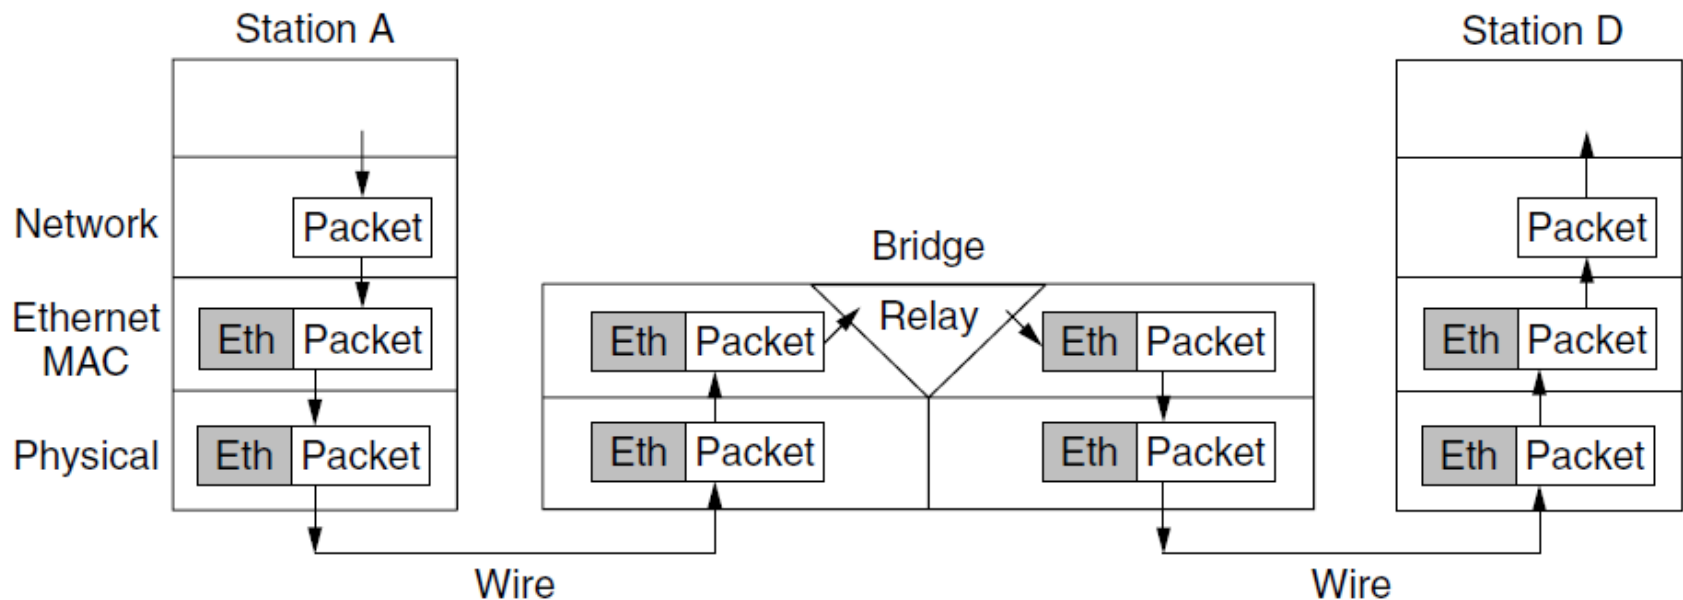 Station A
Station D
Network
Packet
Packet
Bridge
Ethernet
MAC
Eth Packet
Eth Packet
Relay
Eth Packet
Eth Packet
Physical
Eth Packet
Eth Packet
Eth Packet
Eth Packet
Wire
Wire